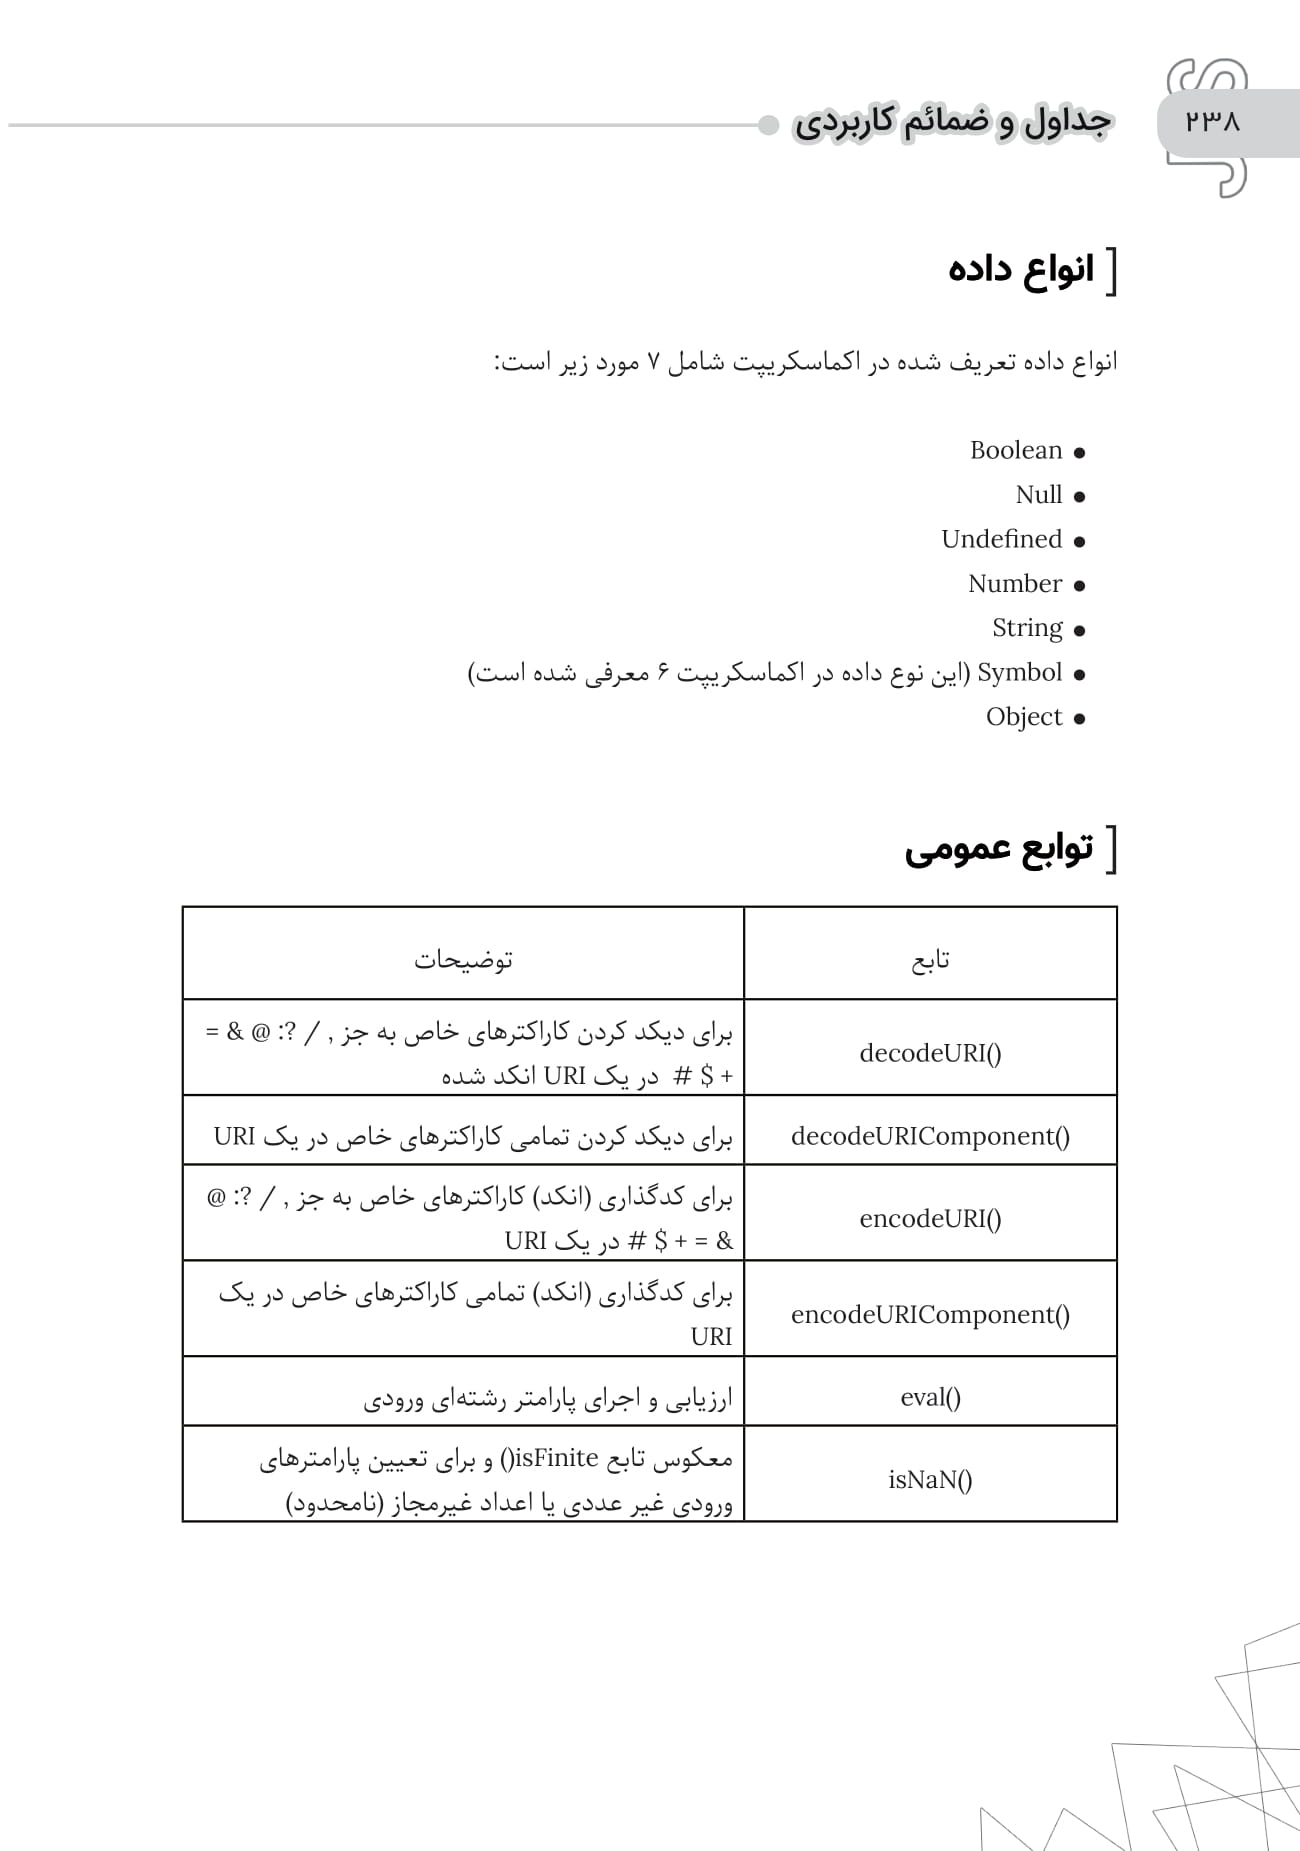 ۲۳۸
جداول و ضمائم کاربردی
انواع داده
انواع داده تعریف شده در اکماسکریپت شامل ۷ مورد زیر است:
● Boolean
● Null
● Undefined
● Number
● String
● Symbol (این نوع داده در اکماسکریپت ۶ معرفی شده است)
● Object
توابع عمومی
تابع
توضیحات
decodeURI()
برای دیکد کردن کاراکترهای خاص به جز , / ?: @ & =
+ $ # در یک URI انکد شده
decodeURIComponent()
برای دیکد کردن تمامی کاراکترهای خاص در یک URI
encodeURI()
برای کدگذاری (انکد) کاراکترهای خاص به جز , / ?: @
& = + $ # در یک URI
encodeURIComponent()
برای کدگذاری (انکد) تمامی کاراکترهای خاص در یک
URI
eval()
ارزیابی و اجرای پارامتر رشته‌ای ورودی
isNaN()
معکوس تابع isFinite() و برای تعیین پارامترهای
ورودی غیر عددی یا اعداد غیرمجاز (نامحدود)